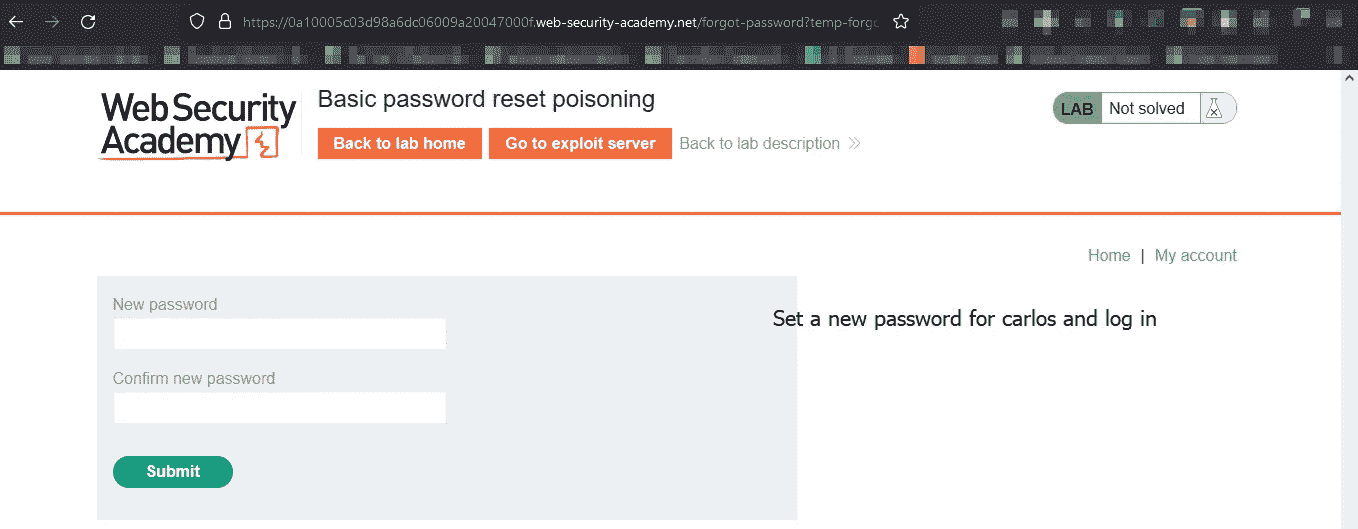 https://0a10005c03d98a6dc06009a20047000f.web-security-academy.net/forgot-password?temp-forgo
WebSecurity
Academy
Basic password reset poisoning
Back to lab home
Go to exploit server
Back to lab description
LAB
Not solved
Home | My account
New password
Set a new password for carlos and log in
Confirm new password
Submit